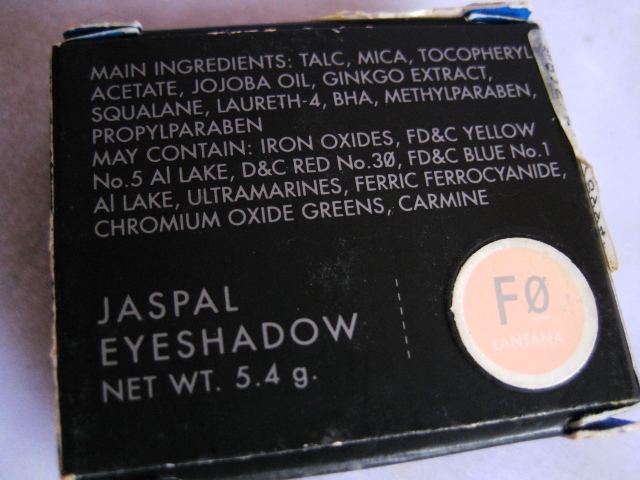 MAIN INGREDIENTS: TALC, MICA, TOCOPHERYL
ACETATE, JOJOBA OIL, GINKGO EXTRACT,
SQUALANE, LAURETH-4, BHA, METHYLPARABEN,
PROPYLPARABEN
MAY CONTAIN: IRON OXIDES, FD&C YELLOW
No.5 Al LAKE, D&C RED No.3Ø, FD&C BLUE No.1
Al LAKE, ULTRAMARINES, FERRIC FERROCYANIDE,
CHROMIUM OXIDE GREENS, CARMINE
JASPAL
EYESHADOW
NET WT. 5.4 g.
FØ
LANTANA